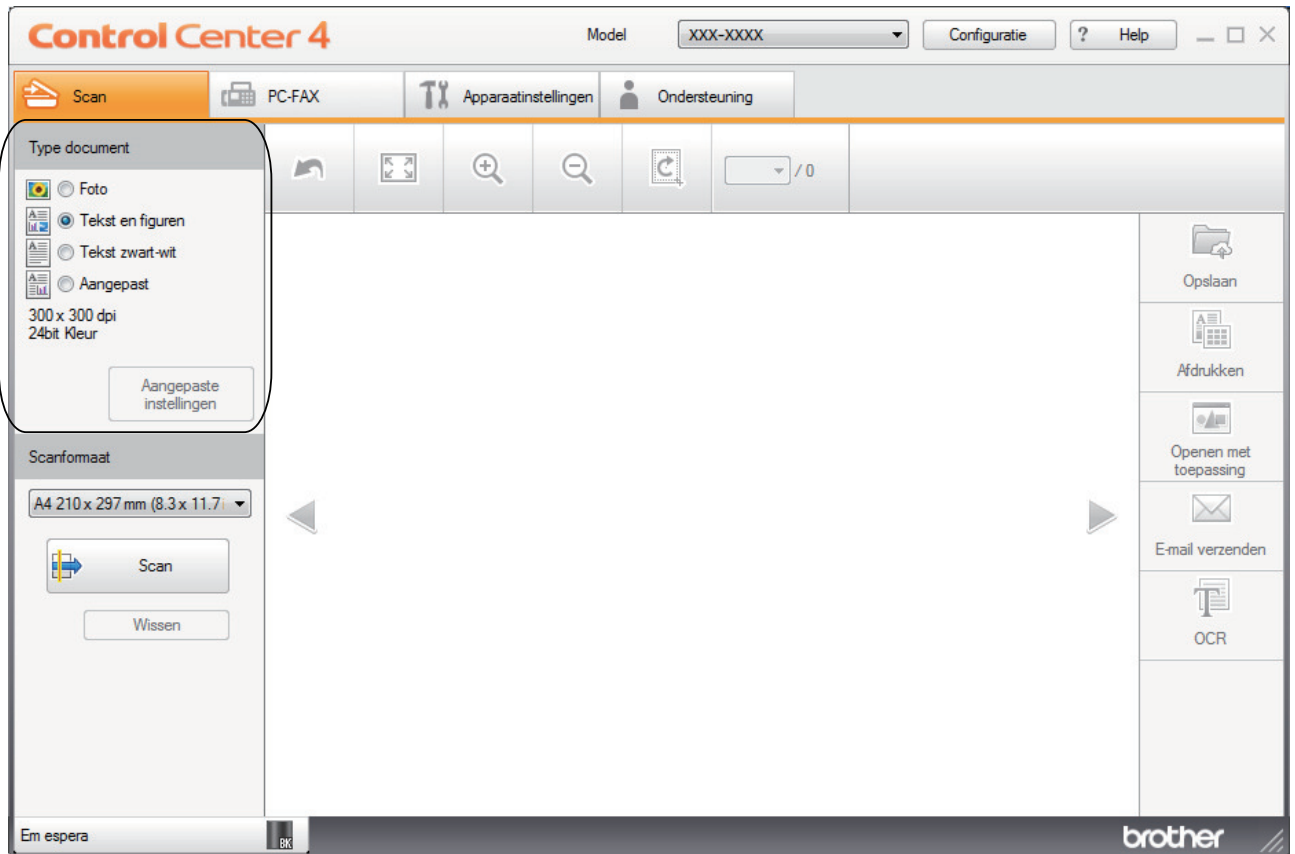 Control Center 4
Model
XXX-XXXX
Configuratie
? Help
Scan
PC-FAX
Apparaatinstellingen
Ondersteuning
Type document
Foto
Tekst en figuren
Tekst zwart-wit
Aangepast
300 x 300 dpi
24bit Kleur
Aangepaste
instellingen
/ 0
Scanformaat
A4 210 x 297 mm (8.3 x 11.7
Scan
Wissen
Opslaan
Afdrukken
Openen met
toepassing
E-mail verzenden
OCR
Em espera
BK
brother